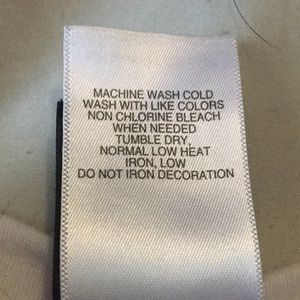 MACHINE WASH COLD
WASH WITH LIKE COLORS
NON CHLORINE BLEACH
WHEN NEEDED
TUMBLE DRY,
NORMAL LOW HEAT
IRON, LOW
DO NOT IRON DECORATION